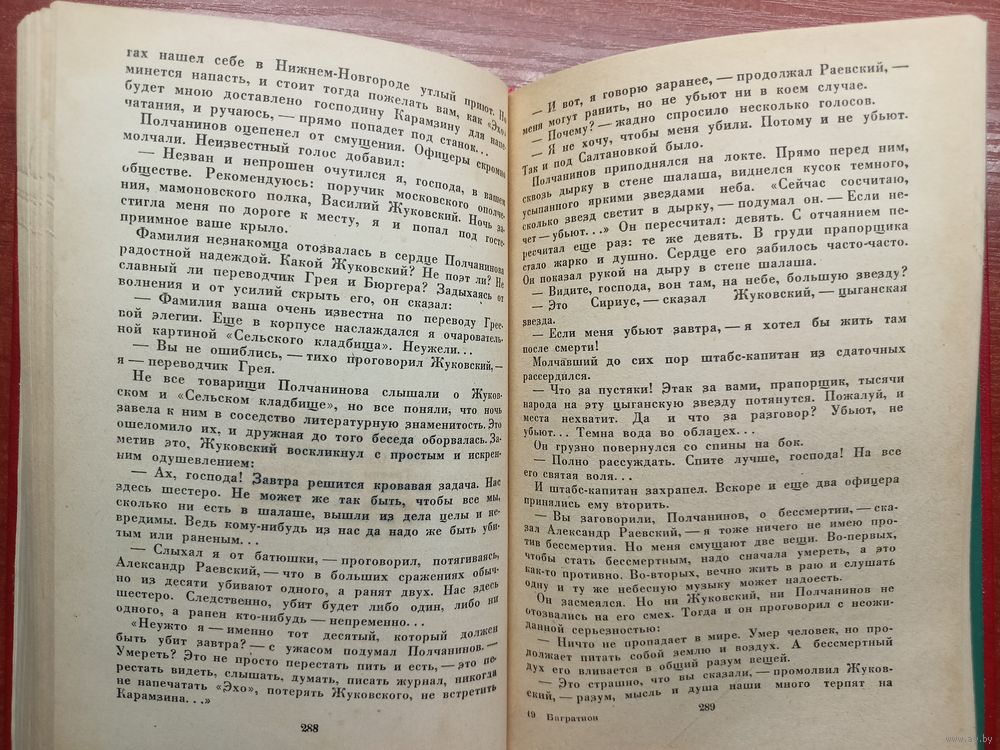 гах нашел себе в Нижнем-Новгороде утлый приют. Но
минется напасть, и стоит тогда пожелать вам, как «Эхо»
будет мною доставлено господину Карамзину для напе-
чатания, и ручаюсь, — прямо попадет под станок...
Полчанинов оцепенел от смущения. Офицеры скромно
молчали. Неизвестный голос добавил:
— Незван и непрошен очутился я, господа, в вашем
обществе. Рекомендуюсь: поручик московского ополче-
ния, мамоновского полка, Василий Жуковский. Ночь за-
стигла меня по дороге к месту, и я попал под госте-
приимное ваше крыло.
Фамилия незнакомца отозвалась в сердце Полчанинова
радостной надеждой. Какой Жуковский? Не поэт ли? Не
славный ли переводчик Грея и Бюргера? Задыхаясь от
волнения и от усилий скрыть его, он сказал:
— Фамилия ваша очень известна по переводу Грее-
вой элегии. Еще в корпусе наслаждался я очарователь-
ной картиной «Сельского кладбища». Неужели...
— Вы не ошиблись, — тихо проговорил Жуковский, —
я — переводчик Грея.
Не все товарищи Полчанинова слышали о Жуков-
ском и «Сельском кладбище», но все поняли, что ночь
завела к ним в соседство литературную знаменитость. Это
ошеломило их, и дружная до того беседа оборвалась. За-
метив это, Жуковский воскликнул с простым и искрен-
ним одушевлением:
— Ах, господа! Завтра решится кровавая задача. Нас
здесь шестеро. Не может же так быть, чтобы все мы,
сколько ни есть в шалаше, вышли из дела целы и не-
вредимы. Ведь кому-нибудь из нас да надо же быть уби-
тым или раненым...
— Слыхал я от батюшки, — проговорил, потягиваясь,
Александр Раевский, — что в больших сражениях обыч-
но из десяти убивают одного, а ранят двух. Нас здесь
шестеро. Следственно, убит будет либо один, либо ни
одного, а ранен кто-нибудь — непременно...
«Неужто я — именно тот десятый, который должен
быть убит завтра? — с ужасом подумал Полчанинов. —
Умереть? Это не просто перестать пить и есть, — это пе-
рестать видеть, слышать, думать, писать журнал, никогда
не напечатать «Эхо», потерять Жуковского, не встретить
Карамзина...»
288
— И вот, я говорю заранее, — продолжал Раевский, —
меня могут ранить, но не убьют ни в коем случае.
— Почему? — жадно спросило несколько голосов.
— Я не хочу, чтобы меня убили. Потому и не убьют.
Так и под Салтановкой было.
Полчанинов приподнялся на локте. Прямо перед ним,
сквозь дырку в стене шалаша, виднелся кусок темного,
усыпанного яркими звездами неба. «Сейчас сосчитаю,
сколько звезд светит в дырку, — подумал он. — Если не-
чет — убьют...» Он пересчитал: девять. С отчаянием пе-
ресчитал еще раз: те же девять. В груди прапорщика
стало жарко и душно. Сердце его забилось часто-часто.
Он показал рукой на дыру в стене шалаша.
— Видите, господа, вон там, на небе, большую звезду?
— Это Сириус, — сказал Жуковский, — цыганская
звезда.
— Если меня убьют завтра, — я хотел бы жить там
после смерти!
Молчавший до сих пор штабс-капитан из сдаточных
рассердился.
— Что за пустяки! Этак за вами, прапорщик, тысячи
народа на эту цыганскую звезду потянутся. Пожалуй, и
места нехватит. Да и что за разговор? Убьют, не
убьют... Темна вода во облацех...
Он грузно повернулся со спины на бок.
— Полно рассуждать. Спите лучше, господа! На все
его святая воля...
И штабс-капитан захрапел. Вскоре и еще два офицера
принялись ему вторить.
— Вы заговорили, Полчанинов, о бессмертии, — ска-
зал Александр Раевский, — я тоже ничего не имею про-
тив бессмертия. Но меня смущают две вещи. Во-первых,
чтобы стать бессмертным, надо сначала умереть, а это
как-то противно. Во-вторых, вечно жить в раю и слушать
одну и ту же небесную музыку может надоесть.
Он засмеялся. Но ни Жуковский, ни Полчанинов не
отозвались на его смех. Тогда и он проговорил с неожи-
данной серьезностью:
— Ничто не пропадает в мире. Умер человек, но про-
должает питать собой землю и воздух. А бессмертный
дух его вливается в общий разум вещей.
— Это страшно, что вы сказали, — промолвил Жуков-
ский, — разум, мысль и душа наши много терпят на
289
19 Багратион
www.ay.by